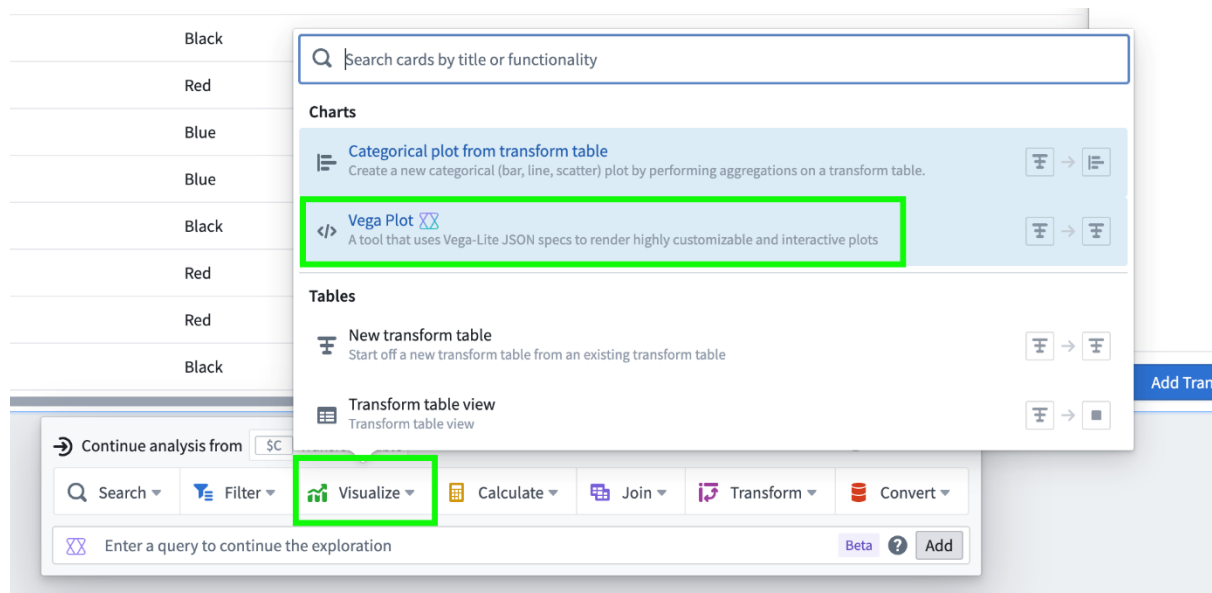 Black
Red
Blue
Blue
Black
Red
Red
Black
Search cards by title or functionality
Charts
Categorical plot from transform table
Create a new categorical (bar, line, scatter) plot by performing aggregations on a transform table.
Vega Plot
A tool that uses Vega-Lite JSON specs to render highly customizable and interactive plots
Tables
New transform table
Start off a new transform table from an existing transform table
Transform table view
Transform table view
Add Tran
Continue analysis from $C
Search Filter Visualize Calculate Join Transform Convert
Enter a query to continue the exploration Beta Add